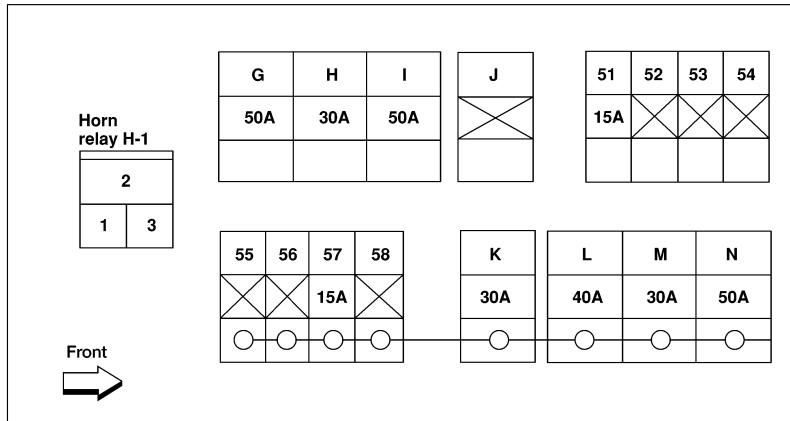 G H I
50A 30A 50A
J
51 52 53 54
15A
Horn
relay H-1
2
1 3
55 56 57 58
15A
K
30A
L M N
40A 30A 50A
Front